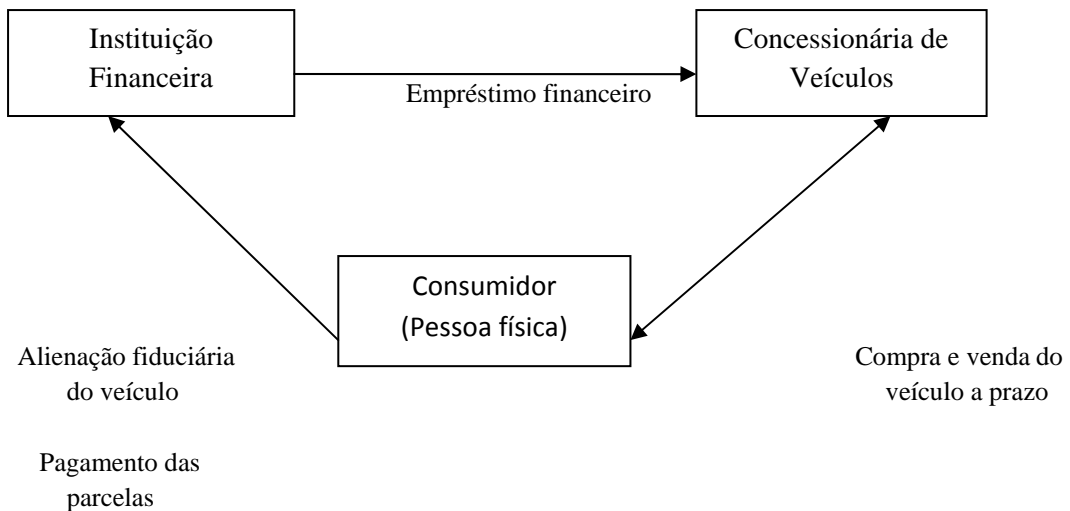 Instituição
Financeira
Concessionária de
Veículos
Empréstimo financeiro
Consumidor
(Pessoa física)
Alienação fiduciária
do veículo
Compra e venda do
veículo a prazo
Pagamento das
parcelas